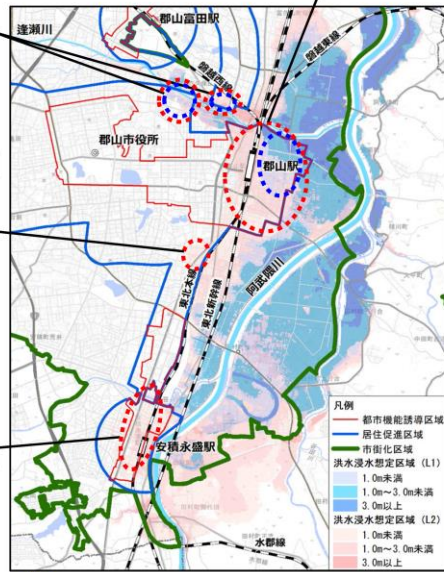 郡山富田駅
逢瀬川
磐越西線
磐越東線
郡山市役所
郡山駅
東北本線
東北新幹線
阿武隈川
安積永盛駅
水郡線
凡例
都市機能誘導区域
居住促進区域
市街化区域
洪水浸水想定区域（L1）
1.0m未満
1.0m～3.0m未満
3.0m以上
洪水浸水想定区域（L2）
1.0m未満
1.0m～3.0m未満
3.0m以上